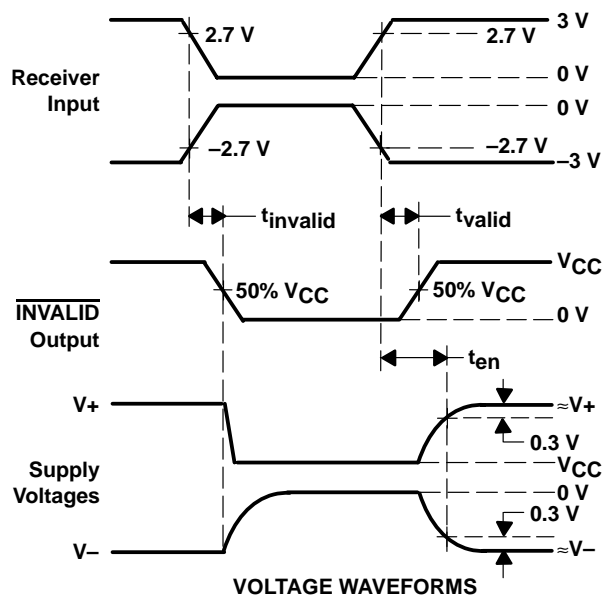 3 V
2.7 V
2.7 V
Receiver
Input
0 V
0 V
–2.7 V
–2.7 V
–3 V
tinvalid
tvalid
VCC
50% VCC
50% VCC
INVALID
Output
0 V
ten
V+
≈V+
0.3 V
Supply
Voltages
VCC
0 V
0.3 V
V–
≈V–
VOLTAGE WAVEFORMS